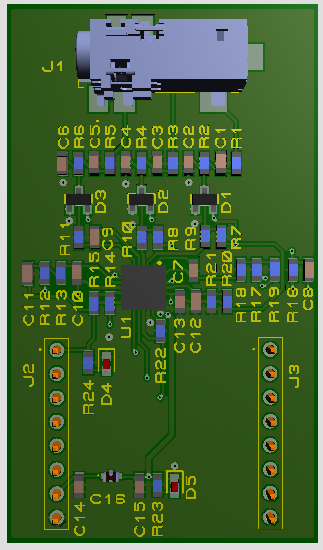 J1
C6 R6 C5 R5 C4 R4 R3 C3 C2 R2 C1 R1
D3 D2 D1
R11 C9 R10 R8 R9 R7
C11 R12 R13 C10 R15 R14 C7 R21 R20 R18 R17 R19 R16 C8
U1 R22 C13 C12
J2 R24 D4 J3
C14 C16 C15 R23 D5